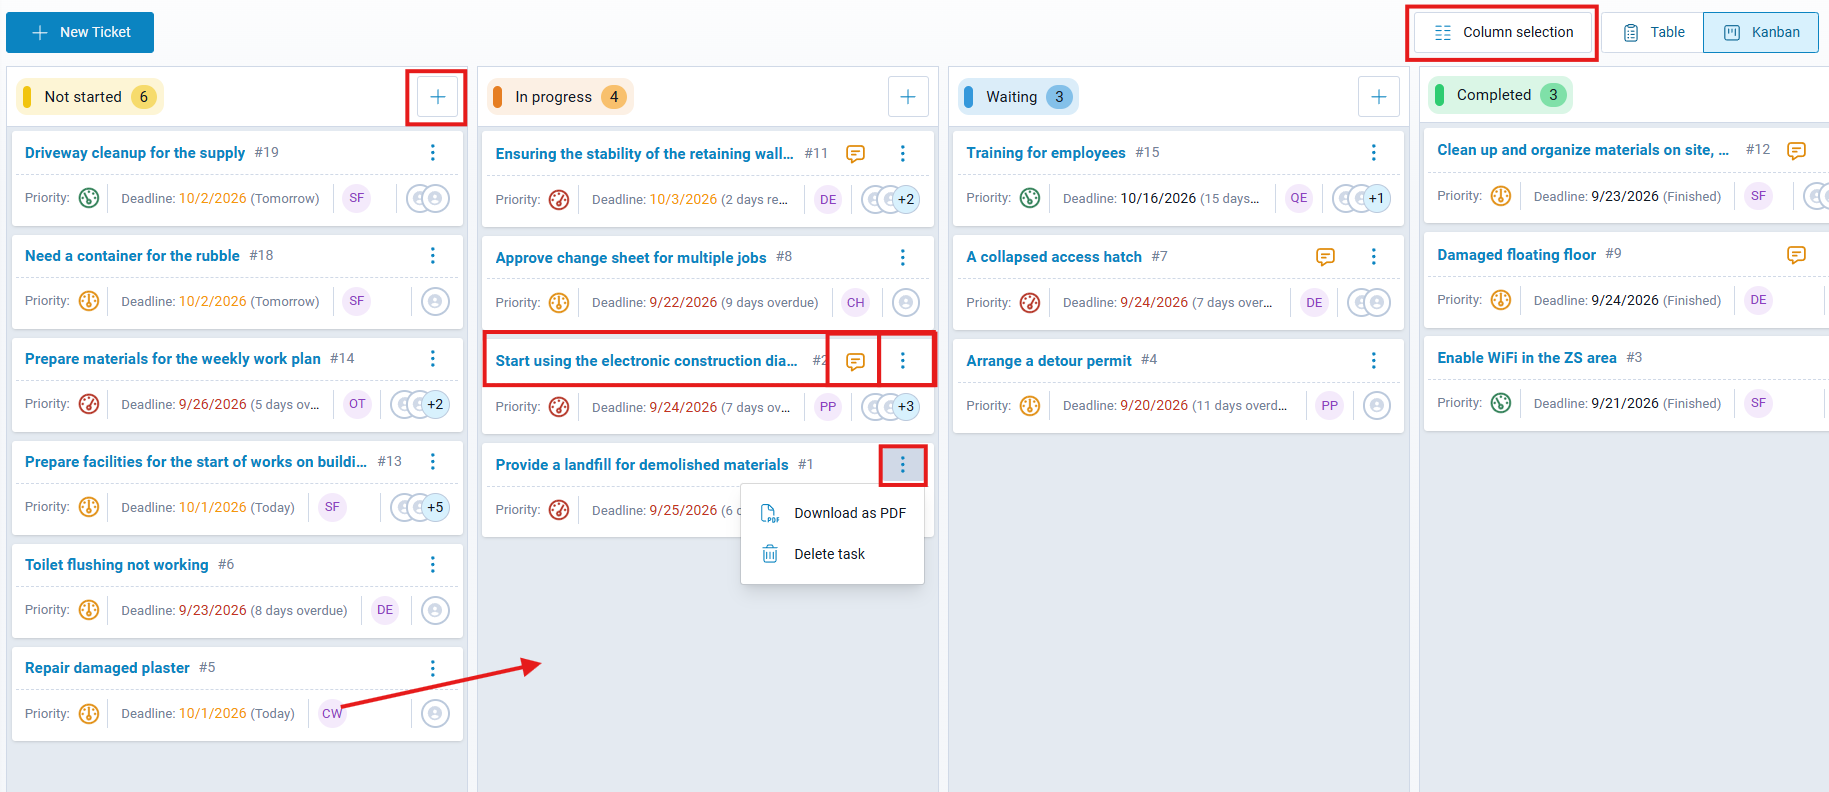 New Ticket
Column selection
Table
Kanban
Not started 6
Driveway cleanup for the supply #19
Priority: Deadline: 10/2/2026 (Tomorrow) SF
Need a container for the rubble #18
Priority: Deadline: 10/2/2026 (Tomorrow) SF
Prepare materials for the weekly work plan #14
Priority: Deadline: 9/26/2026 (5 days ov... OT +2
Prepare facilities for the start of works on buildi... #13
Priority: Deadline: 10/1/2026 (Today) SF +5
Toilet flushing not working #6
Priority: Deadline: 9/23/2026 (8 days overdue) DE
Repair damaged plaster #5
Priority: Deadline: 10/1/2026 (Today) CW
In progress 4
Ensuring the stability of the retaining wall... #11
Priority: Deadline: 10/3/2026 (2 days re... DE +2
Approve change sheet for multiple jobs #8
Priority: Deadline: 9/22/2026 (9 days overdue) CH
Start using the electronic construction dia... #2
Priority: Deadline: 9/24/2026 (7 days ov... PP +3
Provide a landfill for demolished materials #1
Priority: Deadline: 9/25/2026 (6
PDF Download as PDF
Delete task
Waiting 3
Training for employees #15
Priority: Deadline: 10/16/2026 (15 days... QE +1
A collapsed access hatch #7
Priority: Deadline: 9/24/2026 (7 days over... DE
Arrange a detour permit #4
Priority: Deadline: 9/20/2026 (11 days overd... PP
Completed 3
Clean up and organize materials on site, ... #12
Priority: Deadline: 9/23/2026 (Finished) SF
Damaged floating floor #9
Priority: Deadline: 9/24/2026 (Finished) DE
Enable WiFi in the ZS area #3
Priority: Deadline: 9/21/2026 (Finished) SF